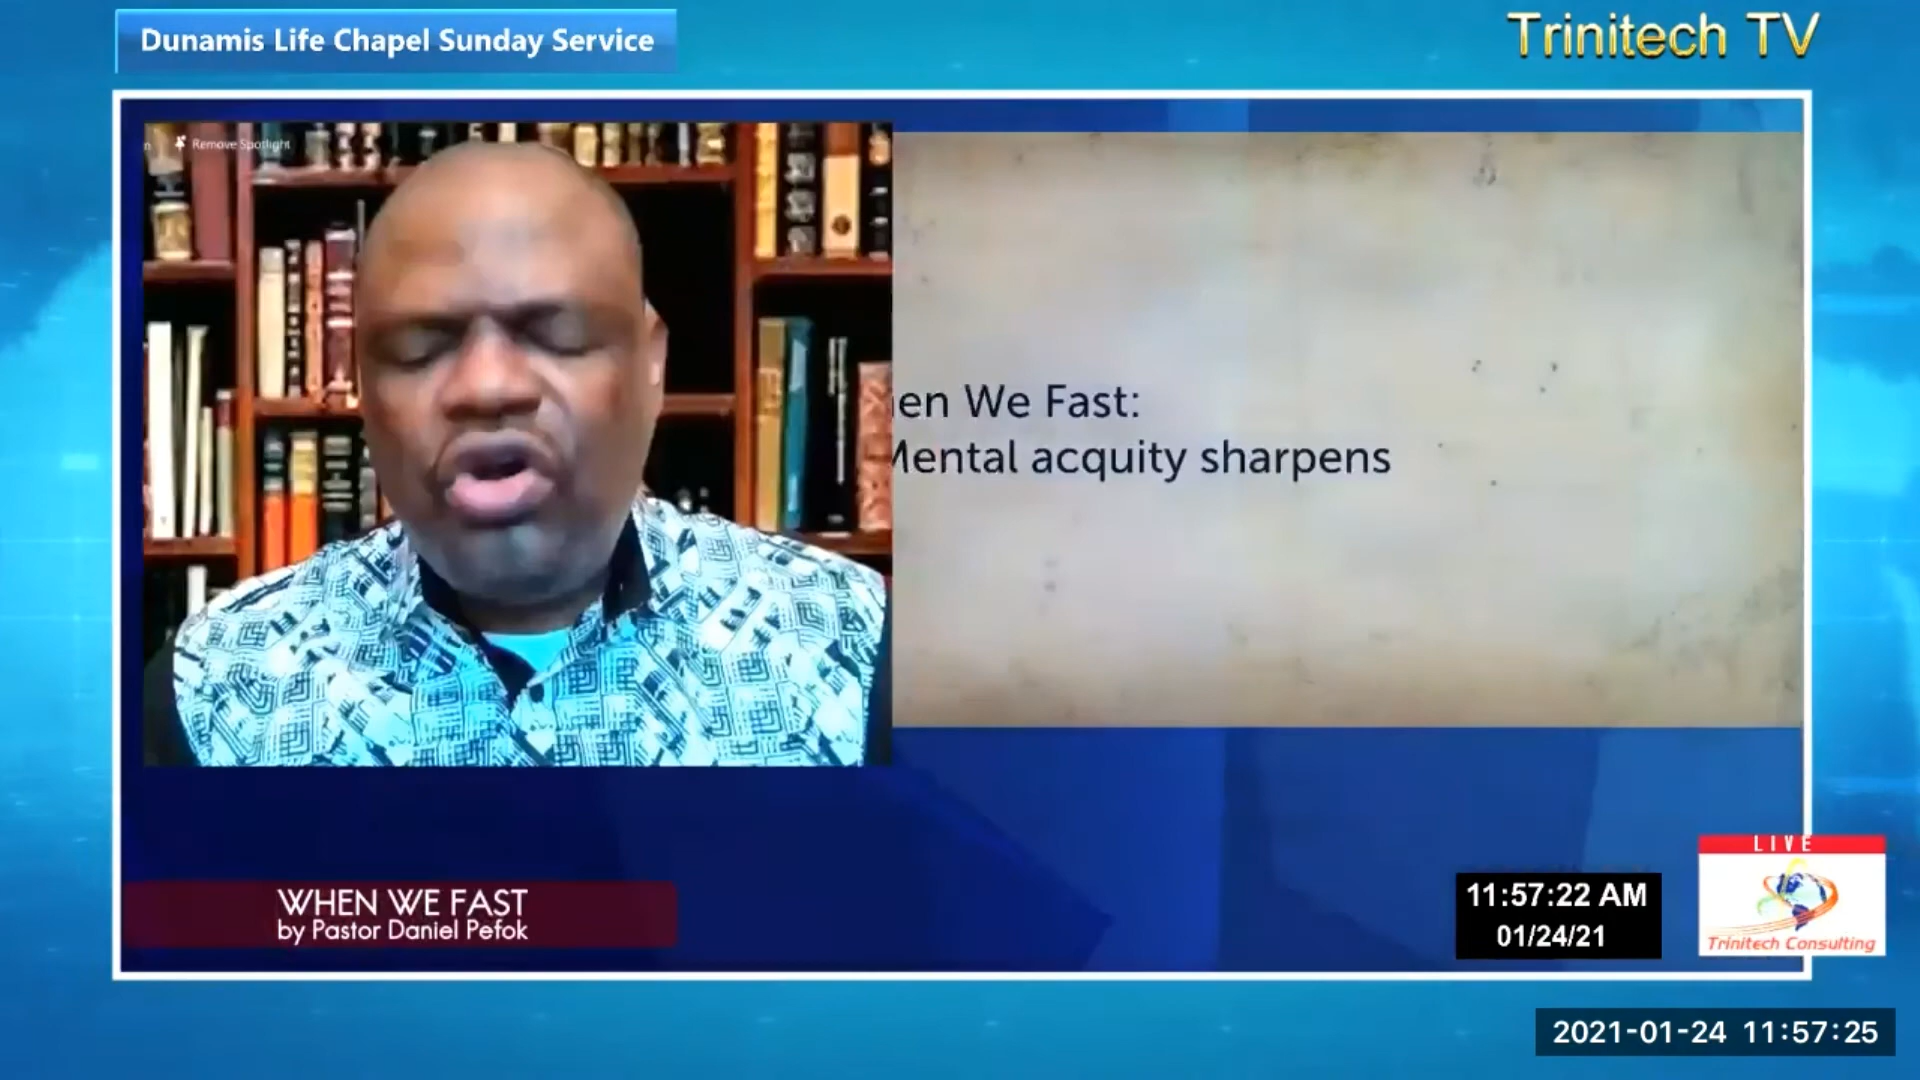 Dunamis Life Chapel Sunday Service
Trinitech TV
n Remove Spotlight
en We Fast:
Mental acquity sharpens
WHEN WE FAST
by Pastor Daniel Pefok
11:57:22 AM
01/24/21
LIVE
Trinitech Consulting
2021-01-24 11:57:25